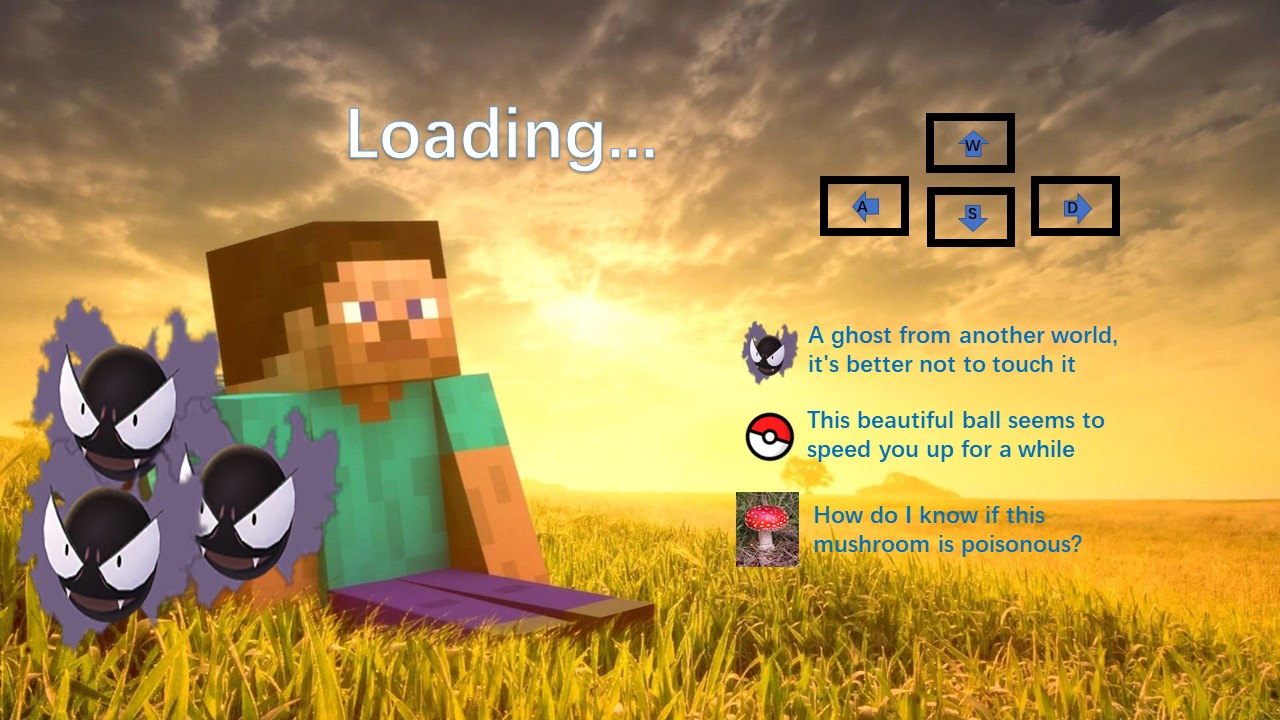 Loading...
W
A
S
D
A ghost from another world,
it's better not to touch it
This beautiful ball seems to
speed you up for a while
How do I know if this
mushroom is poisonous?